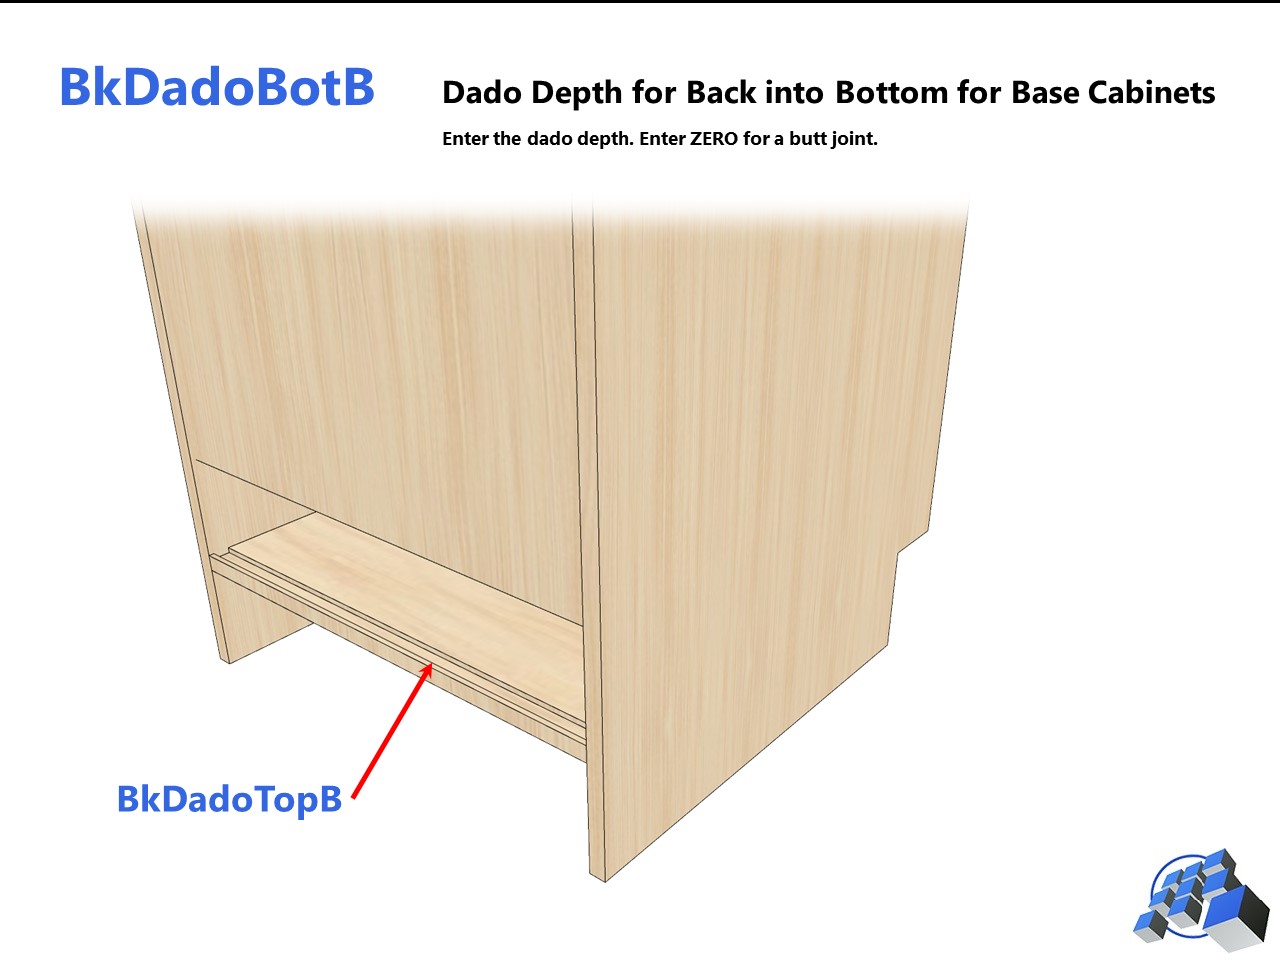 BkDadoBotB
Dado Depth for Back into Bottom for Base Cabinets
Enter the dado depth. Enter ZERO for a butt joint.
BkDadoTopB